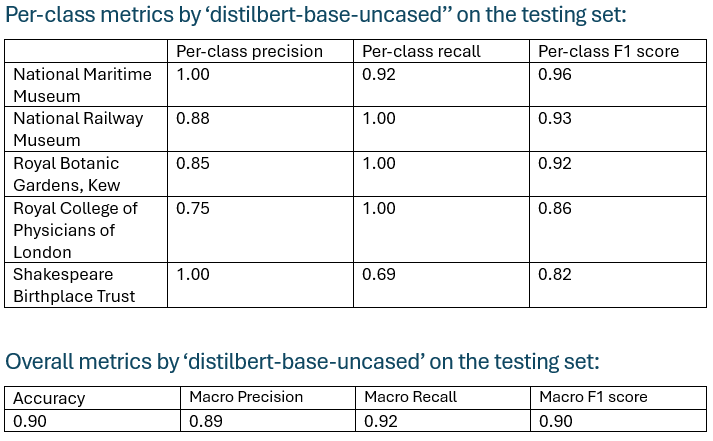 Per-class metrics by ‘distilbert-base-uncased’’ on the testing set:
Per-class precision Per-class recall Per-class F1 score
National Maritime Museum 1.00 0.92 0.96
National Railway Museum 0.88 1.00 0.93
Royal Botanic Gardens, Kew 0.85 1.00 0.92
Royal College of Physicians of London 0.75 1.00 0.86
Shakespeare Birthplace Trust 1.00 0.69 0.82
Overall metrics by ‘distilbert-base-uncased’ on the testing set:
Accuracy Macro Precision Macro Recall Macro F1 score
0.90 0.89 0.92 0.90